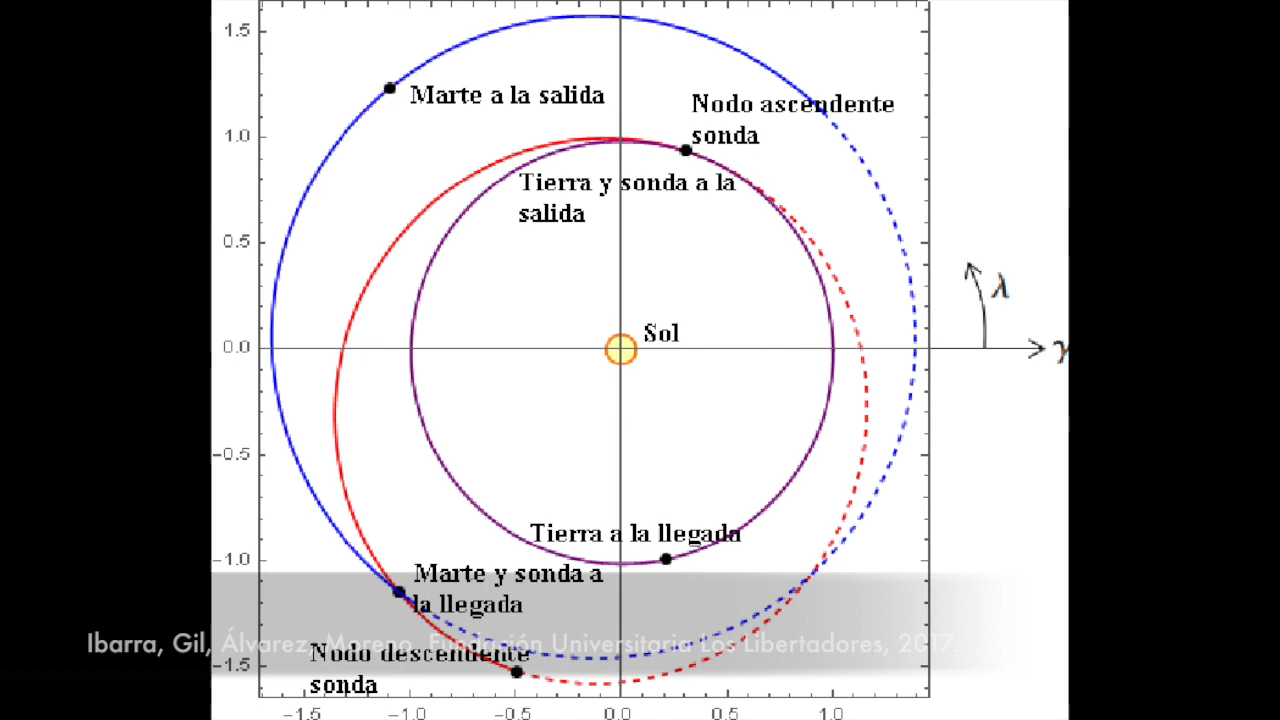 1.5
Marte a la salida
Nodo ascendente
sonda
1.0
Tierra y sonda a la
salida
0.5
λ
Sol
0.0
γ
−0.5
Tierra a la llegada
−1.0
Marte y sonda a
la llegada
Ibarra, Gil, Álvarez, Moreno. Fundación Universitaria Los Libertadores, 2017.
Nodo descendente
−1.5
sonda
−1.5 −1.0 −0.5 0.0 0.5 1.0